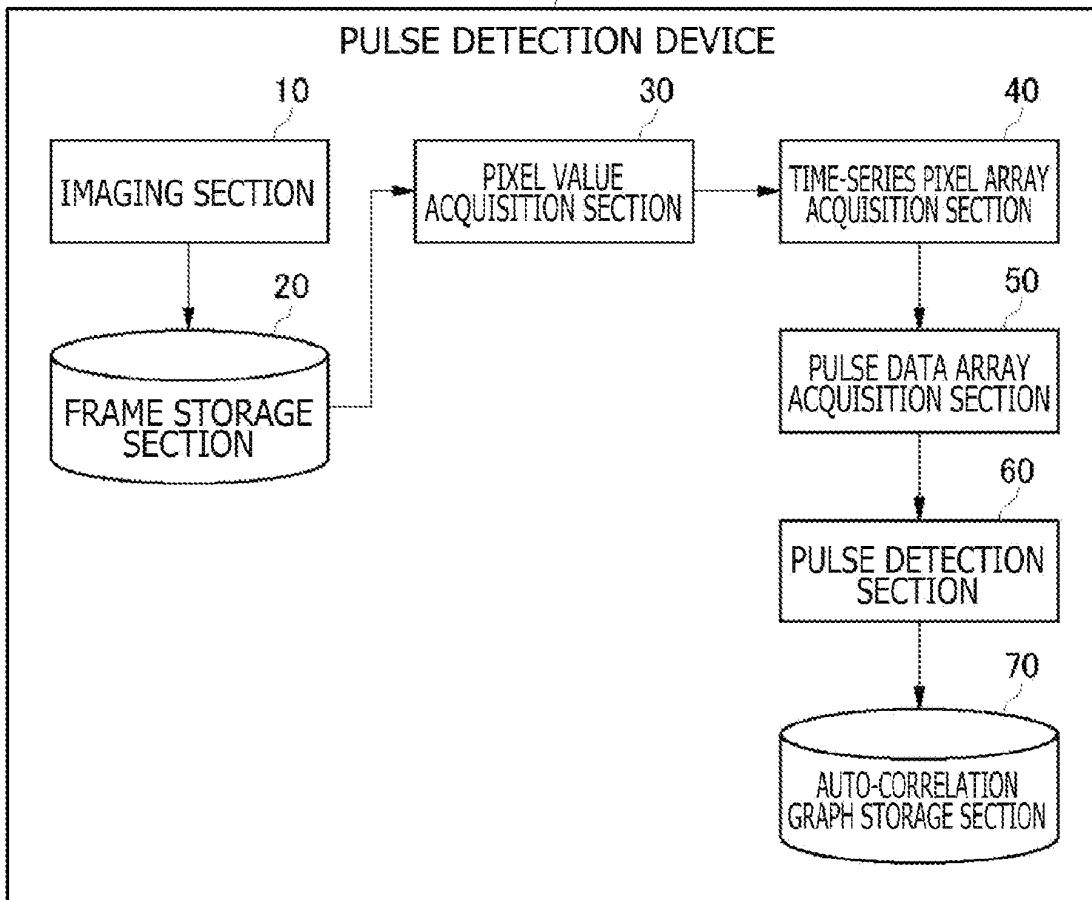 PULSE DETECTION DEVICE
10
IMAGING SECTION
20
FRAME STORAGE
SECTION
30
PIXEL VALUE
ACQUISITION SECTION
40
TIME-SERIES PIXEL ARRAY
ACQUISITION SECTION
50
PULSE DATA ARRAY
ACQUISITION SECTION
60
PULSE DETECTION
SECTION
70
AUTO-CORRELATION
GRAPH STORAGE SECTION